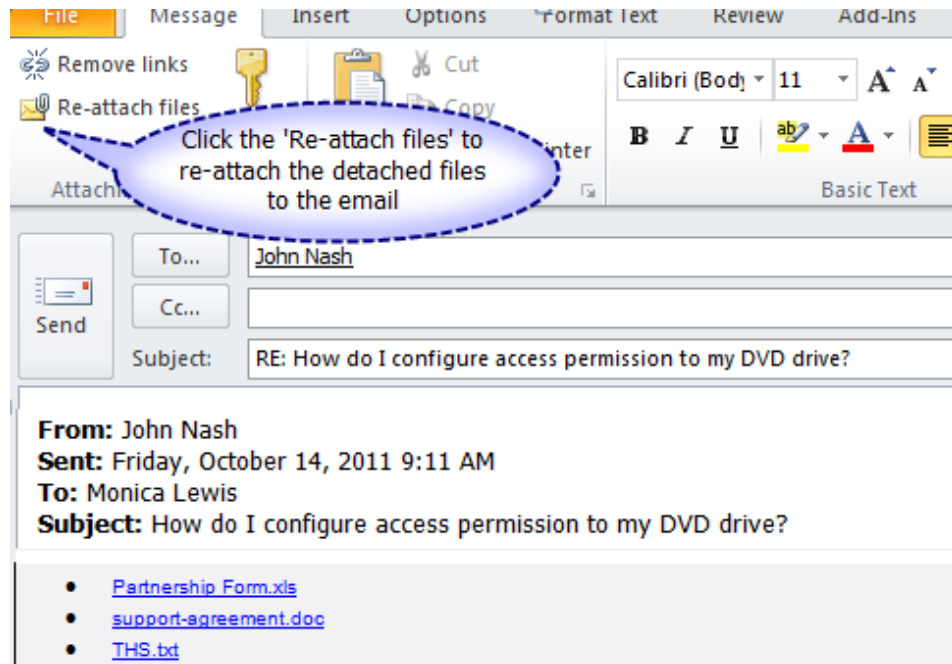 File Message Insert Options Format Text Review Add-Ins
Remove links Cut
Calibri (Body 11 A A
Re-attach files Copy
Click the 'Re-attach files' to
re-attach the detached files
to the email
B I U ab A
Basic Text
To... John Nash
Cc...
Send
Subject: RE: How do I configure access permission to my DVD drive?
From: John Nash
Sent: Friday, October 14, 2011 9:11 AM
To: Monica Lewis
Subject: How do I configure access permission to my DVD drive?
• Partnership Form.xls
• support-agreement.doc
• THS.txt